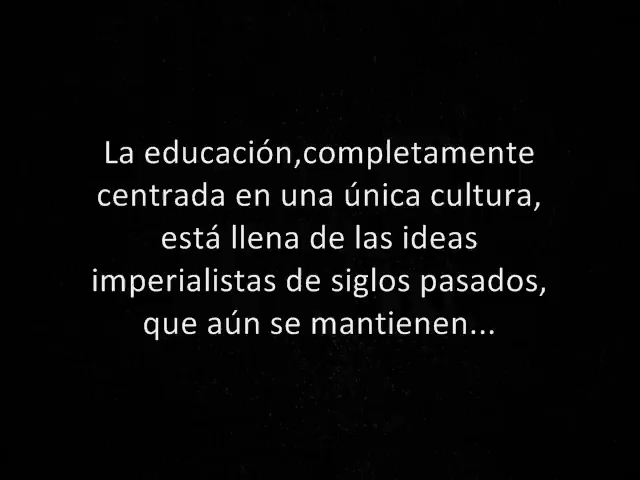 La educación,completamente
centrada en una única cultura,
está llena de las ideas
imperialistas de siglos pasados,
que aún se mantienen...